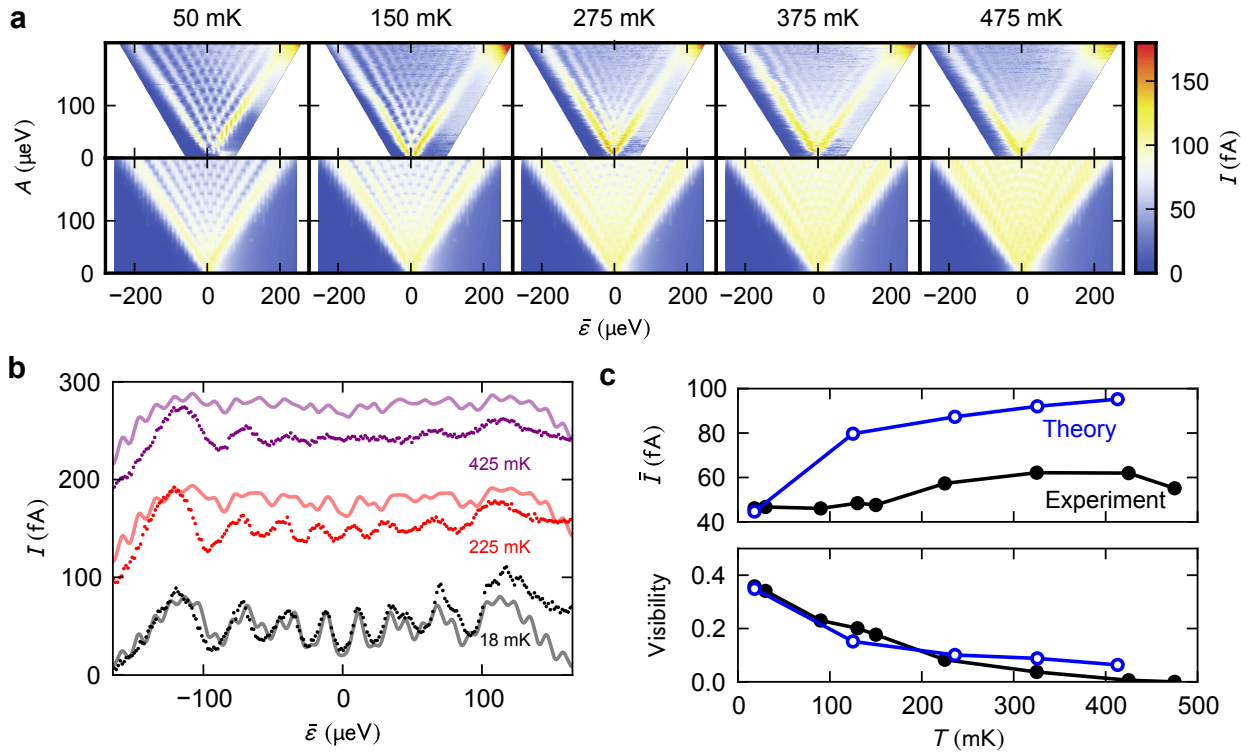 a
50 mK 150 mK 275 mK 375 mK 475 mK
A (µeV)
100
0
100
0
−200 0 200 −200 0 200 −200 0 200 −200 0 200 −200 0 200
ε̄ (µeV)
150
100
50
0
I (fA)
b
300
200
100
0
I (fA)
425 mK
225 mK
18 mK
−100 0 100
ε̄ (µeV)
c
100
80
60
40
Ī (fA)
Theory
Experiment
0.4
0.2
0.0
Visibility
0 100 200 300 400 500
T (mK)